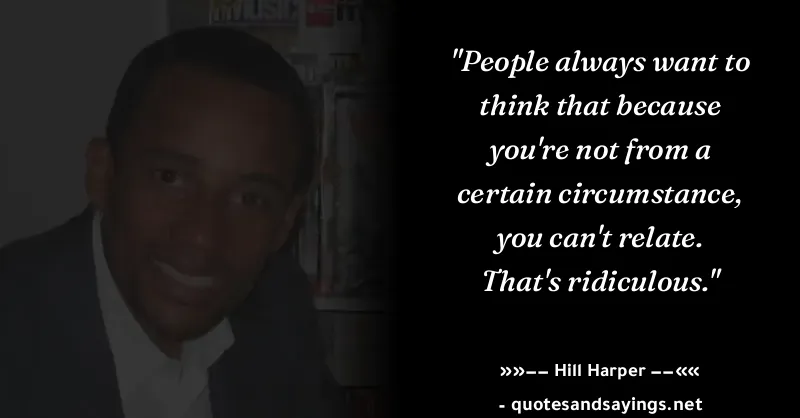 MUSIC
"People always want to
think that because
you're not from a
certain circumstance,
you can't relate.
That's ridiculous."
»»−− Hill Harper −−««
- quotesandsayings.net